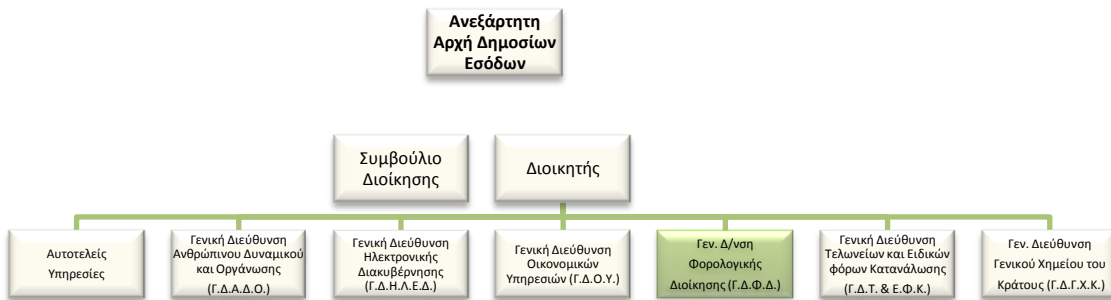 Ανεξάρτητη
Αρχή Δημοσίων
Εσόδων
Συμβούλιο
Διοίκησης
Διοικητής
Αυτοτελείς
Υπηρεσίες
Γενική Διεύθυνση
Ανθρώπινου Δυναμικού
και Οργάνωσης
(Γ.Δ.Α.Δ.Ο.)
Γενική Διεύθυνση
Ηλεκτρονικής
Διακυβέρνησης
(Γ.Δ.Η.Λ.Ε.Δ.)
Γενική Διεύθυνση
Οικονομικών
Υπηρεσιών (Γ.Δ.Ο.Υ.)
Γεν. Δ/νση
Φορολογικής
Διοίκησης (Γ.Δ.Φ.Δ.)
Γενική Διεύθυνση
Τελωνείων και Ειδικών
φόρων Κατανάλωσης
(Γ.Δ.Τ. & Ε.Φ.Κ.)
Γεν. Διεύθυνση
Γενικού Χημείου του
Κράτους (Γ.Δ.Γ.Χ.Κ.)